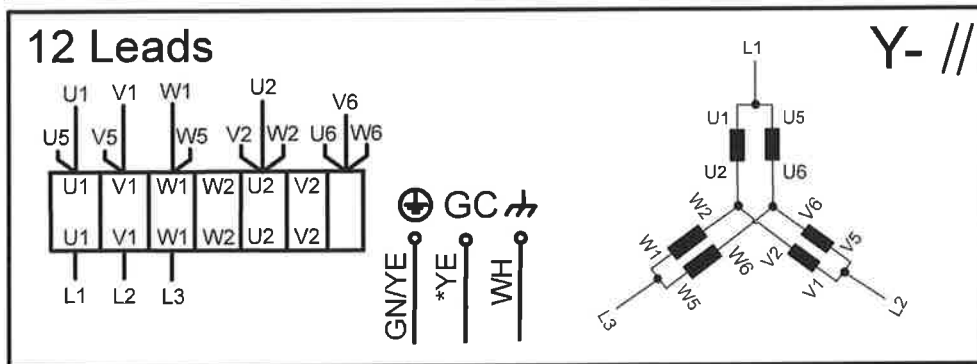 12 Leads
Y- //
U1 V1 W1 U2 V6
U5 V5 W5 V2 W2 U6 W6
U1 V1 W1 W2 U2 V2
U1 V1 W1 W2 U2 V2
L1 L2 L3
GC
GN/YE *YE WH
L1
U1 U5
U2 U6
W2 V6
W1 V5
W6 V2
W5 V1
L3 L2